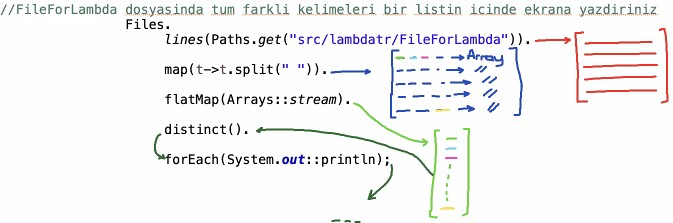 //FileForLambda dosyasinda tum farkli kelimeleri bir listin icinde ekrana yazdiriniz
Files.
lines(Paths.get("src/lambdatr/FileForLambda")).
map(t->t.split(" ")).
Array
flatMap(Arrays::stream).
distinct().
forEach(System.out::println);